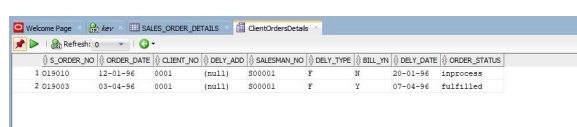 Welcome Page kev SALES_ORDER_DETAILS ClientOrdersDetails
Refresh: 0
S_ORDER_NO ORDER_DATE CLIENT_NO DELY_ADD SALESMAN_NO DELY_TYPE BILL_YN DELY_DATE ORDER_STATUS
1 O19010 12-01-96 0001 (null) S00001 F N 20-01-96 inprocess
2 O19003 03-04-96 0001 (null) S00001 F Y 07-04-96 fulfilled